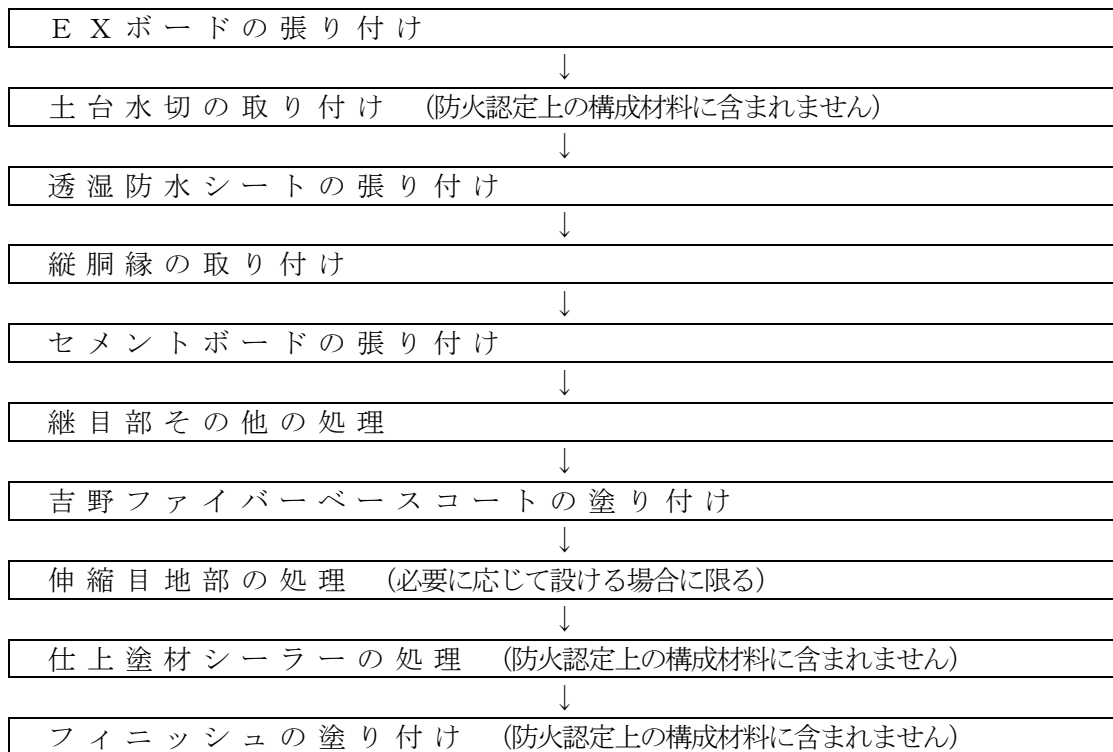 ＥＸボードの張り付け
↓
土台水切の取り付け　(防火認定上の構成材料に含まれません)
↓
透湿防水シートの張り付け
↓
縦胴縁の取り付け
↓
セメントボードの張り付け
↓
継目部その他の処理
↓
吉野ファイバーベースコートの塗り付け
↓
伸縮目地部の処理　(必要に応じて設ける場合に限る)
↓
仕上塗材シーラーの処理　(防火認定上の構成材料に含まれません)
↓
フィニッシュの塗り付け　(防火認定上の構成材料に含まれません)